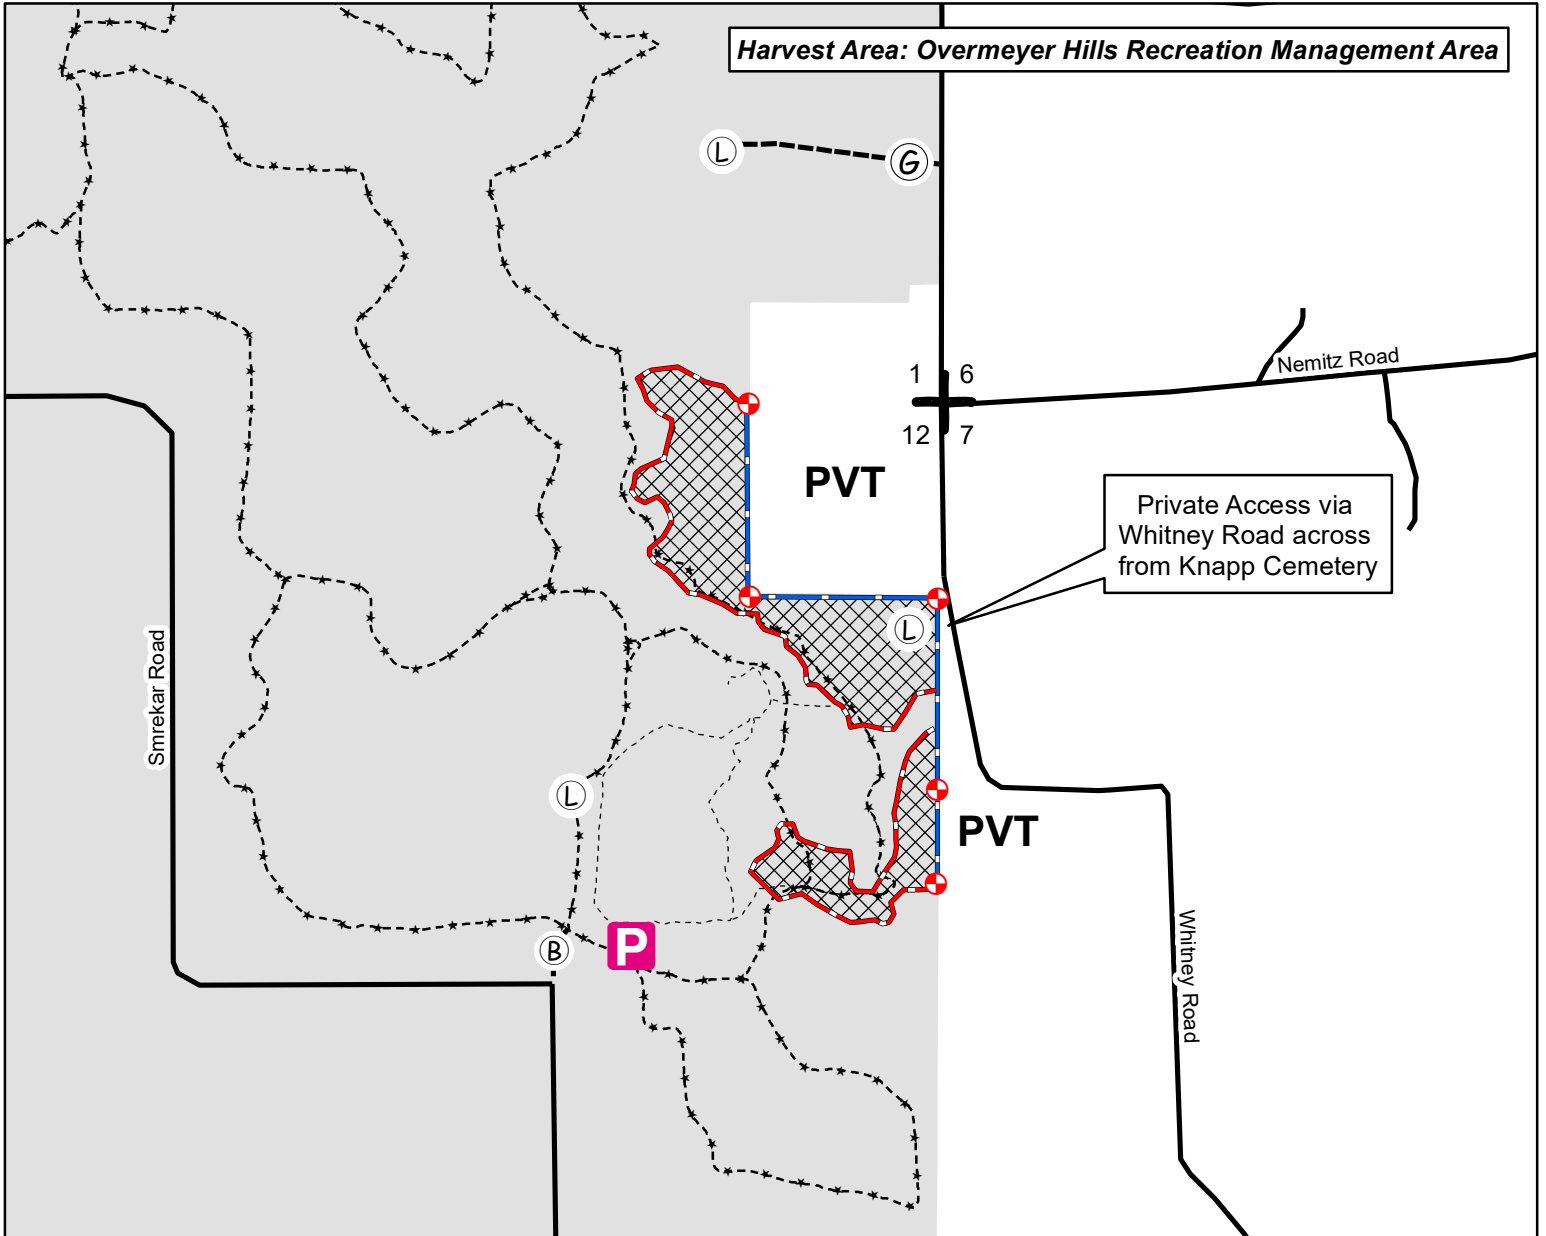 Harvest Area: Overmeyer Hills Recreation Management Area
L
G
Nemitz Road
1 6
12 7
PVT
Private Access via
Whitney Road across
from Knapp Cemetery
L
Smrekar Road
L
PVT
B
P
Whitney Road